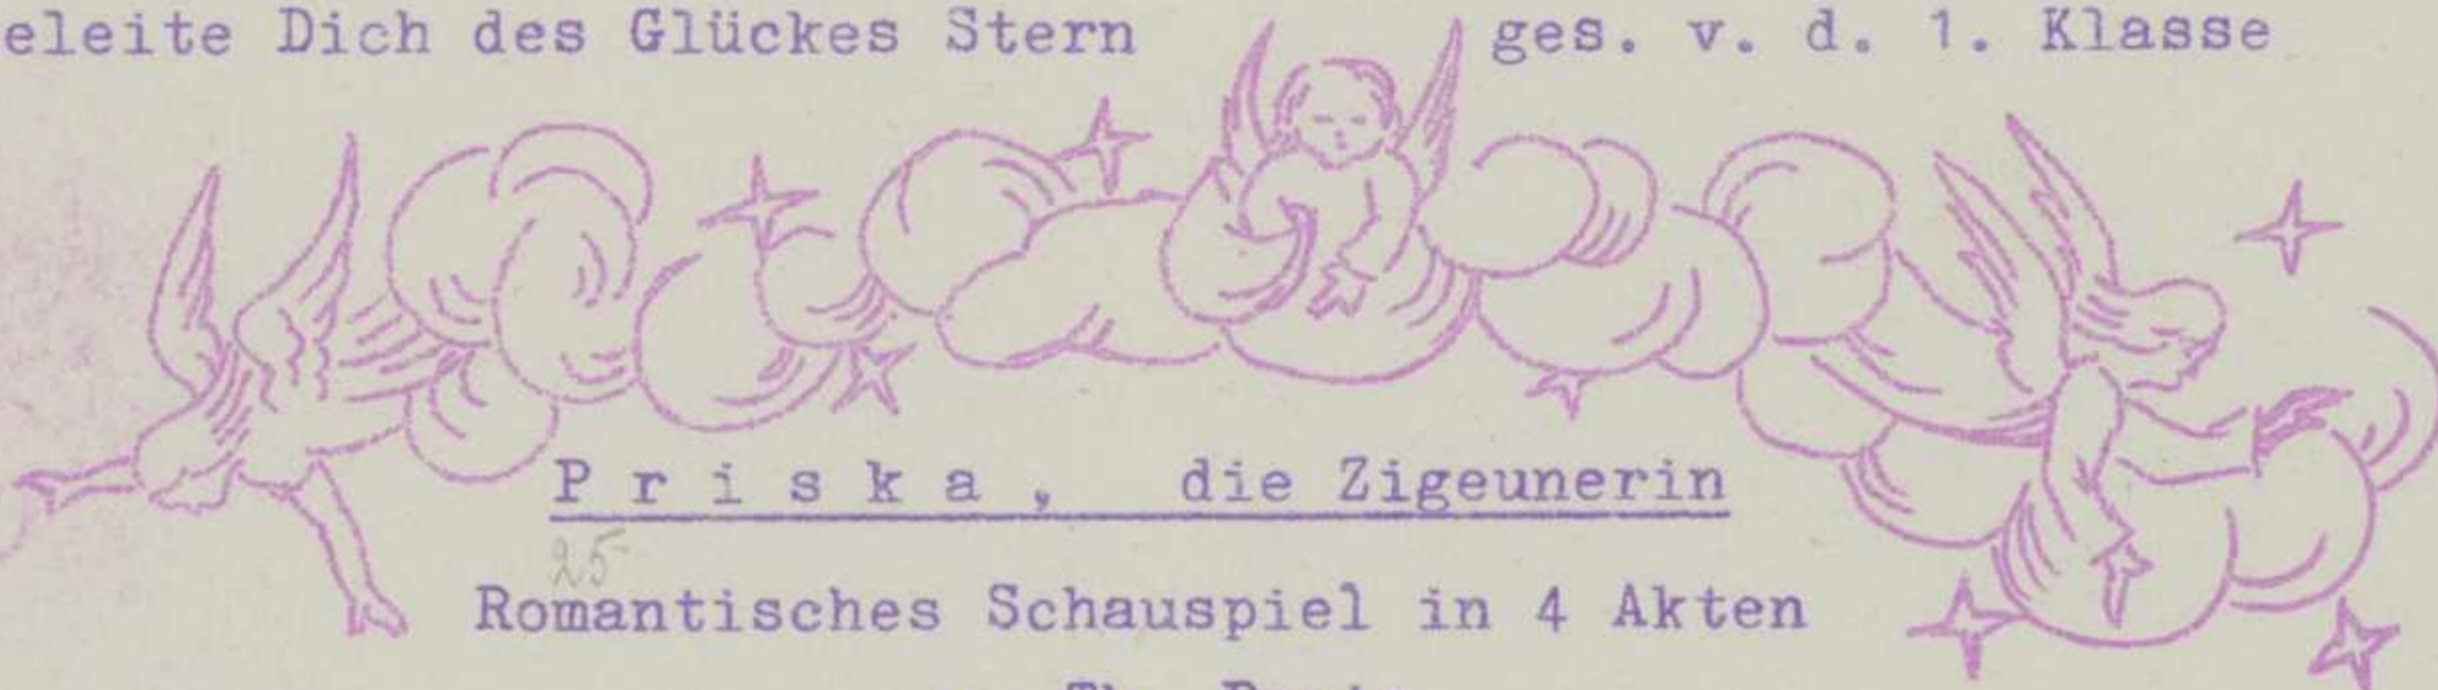 eleite Dich des Glückes Stern ges. v. d. 1. Klasse
P r i s k a , die Zigeunerin
25
Romantisches Schauspiel in 4 Akten